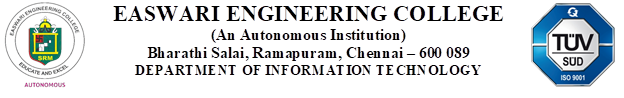 EASWARI ENGINEERING COLLEGE
EDUCATE AND EXCEL
SRM
AUTONOMOUS
EASWARI ENGINEERING COLLEGE
(An Autonomous Institution)
Bharathi Salai, Ramapuram, Chennai – 600 089
DEPARTMENT OF INFORMATION TECHNOLOGY
Q
TÜV
SÜD
ISO 9001